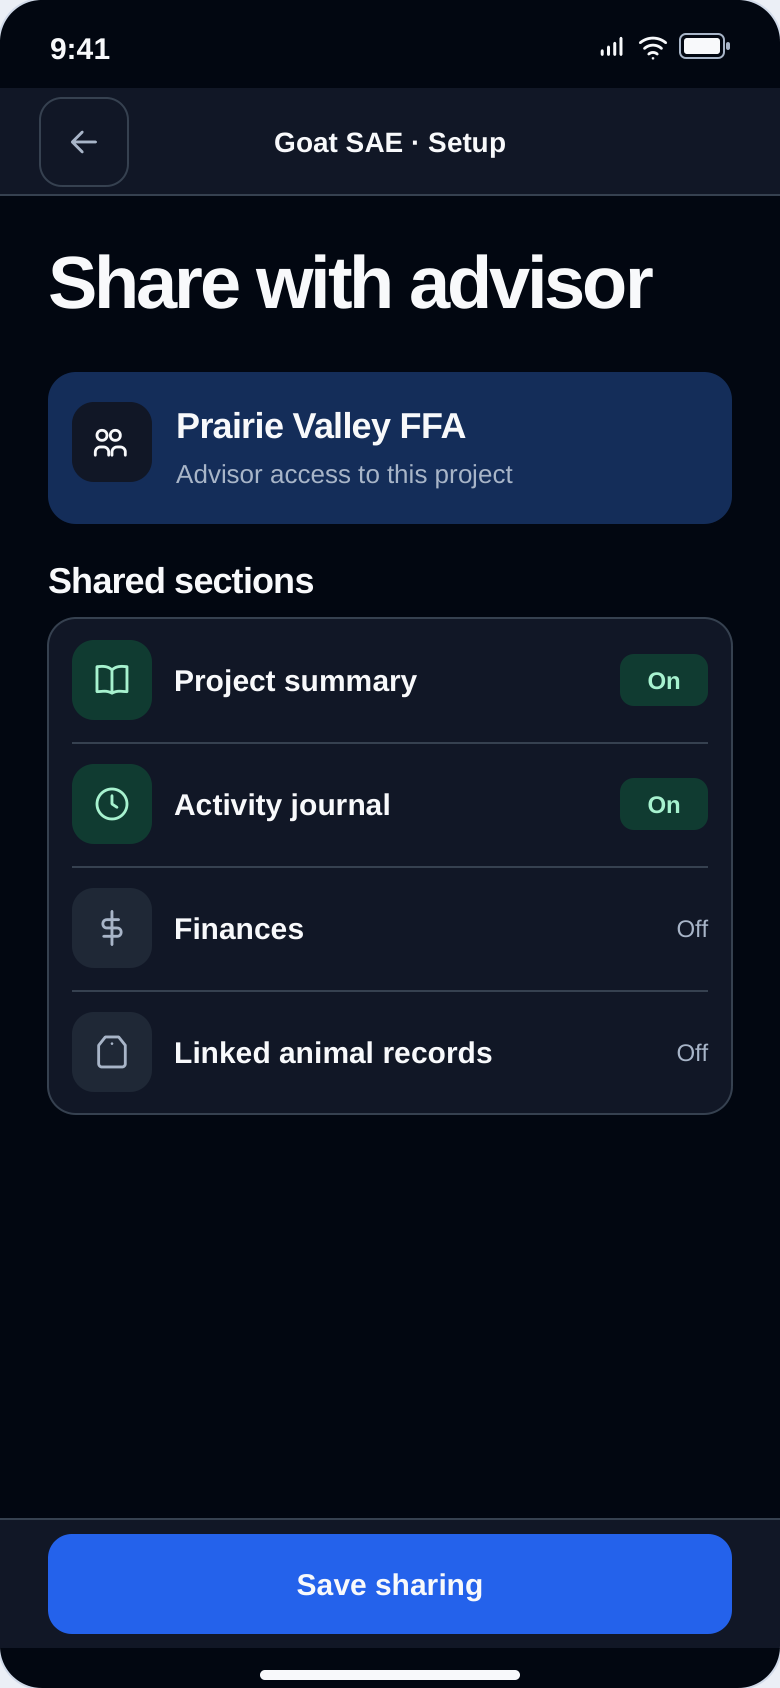 9:41
Goat SAE · Setup
Share with advisor
Prairie Valley FFA
Advisor access to this project
Shared sections
Project summary On
Activity journal On
Finances Off
Linked animal records Off
Save sharing